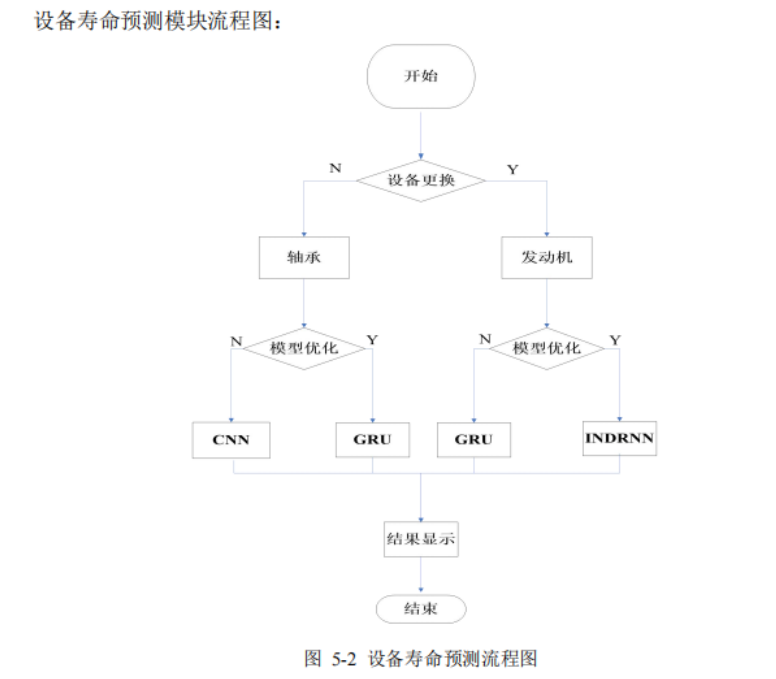 设备寿命预测模块流程图：
开始
N
设备更换
Y
轴承
发动机
N
模型优化
Y
N
模型优化
Y
CNN
GRU
GRU
INDRNN
结果显示
结束
图 5-2 设备寿命预测流程图